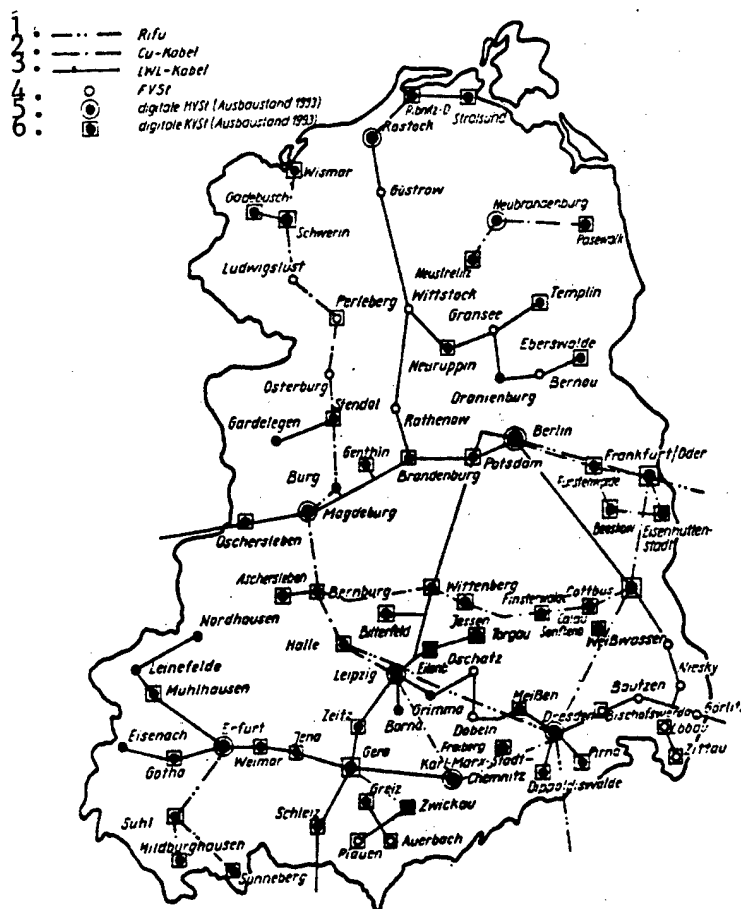 1. Rifu
2. Cu-Kabel
3. LWL-Kabel
4. FVSt
5. digitale HVSt (Ausbaustand 1993)
6. digitale KVSt (Ausbaustand 1993)
Ribnitz-D
Stralsund
Rostock
Wismar
Güstrow
Gadebusch
Neubrandenburg
Schwerin
Pasewalk
Neustrelitz
Ludwigslust
Perleberg
Wittstock
Gransee
Templin
Neuruppin
Eberswalde
Osterburg
Oranienburg
Bernau
Stendal
Gardelegen
Rathenow
Berlin
Genthin
Brandenburg
Potsdam
Frankfurt/Oder
Fürstenwalde
Burg
Magdeburg
Beeskow
Eisenhütten-
stadt
Oschersleben
Aschersleben
Bernburg
Wittenberg
Finsterwalde
Cottbus
Calau
Senftenb
Bitterfeld
Jessen
Torgau
Weißwasser
Nordhausen
Halle
Eilenb
Oschatz
Leinefelde
Leipzig
Niesky
Mühlhausen
Grimma
Meißen
Bautzen
Borna
Görlitz
Zeitz
Döbeln
Dresden
Bischofswerda
Löbau
Eisenach
Erfurt
Jena
Gera
Freiberg
Karl-Marx-Stadt
Chemnitz
Pirna
Zittau
Gotha
Weimar
Dippoldiswalde
Greiz
Suhl
Schleiz
Zwickau
Hildburghausen
Plauen
Auerbach
Sonneberg